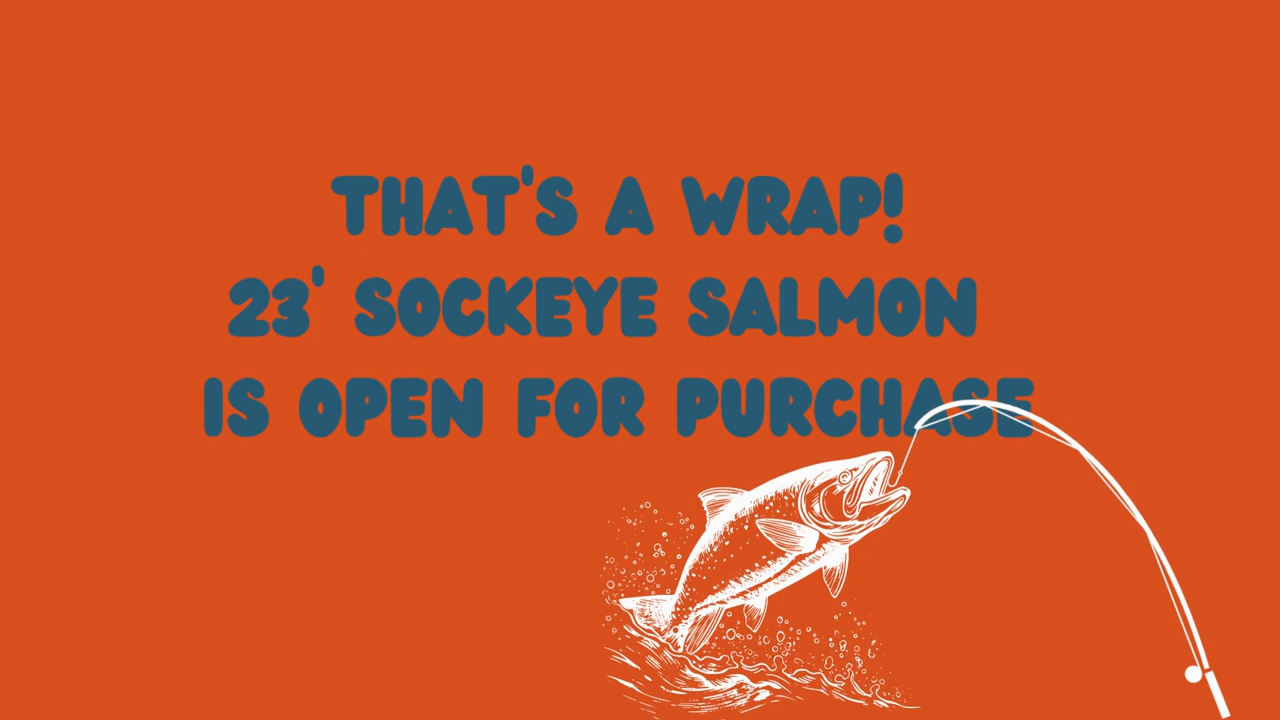 THAT'S A WRAP!
23' SOCKEYE SALMON
IS OPEN FOR PURCHASE